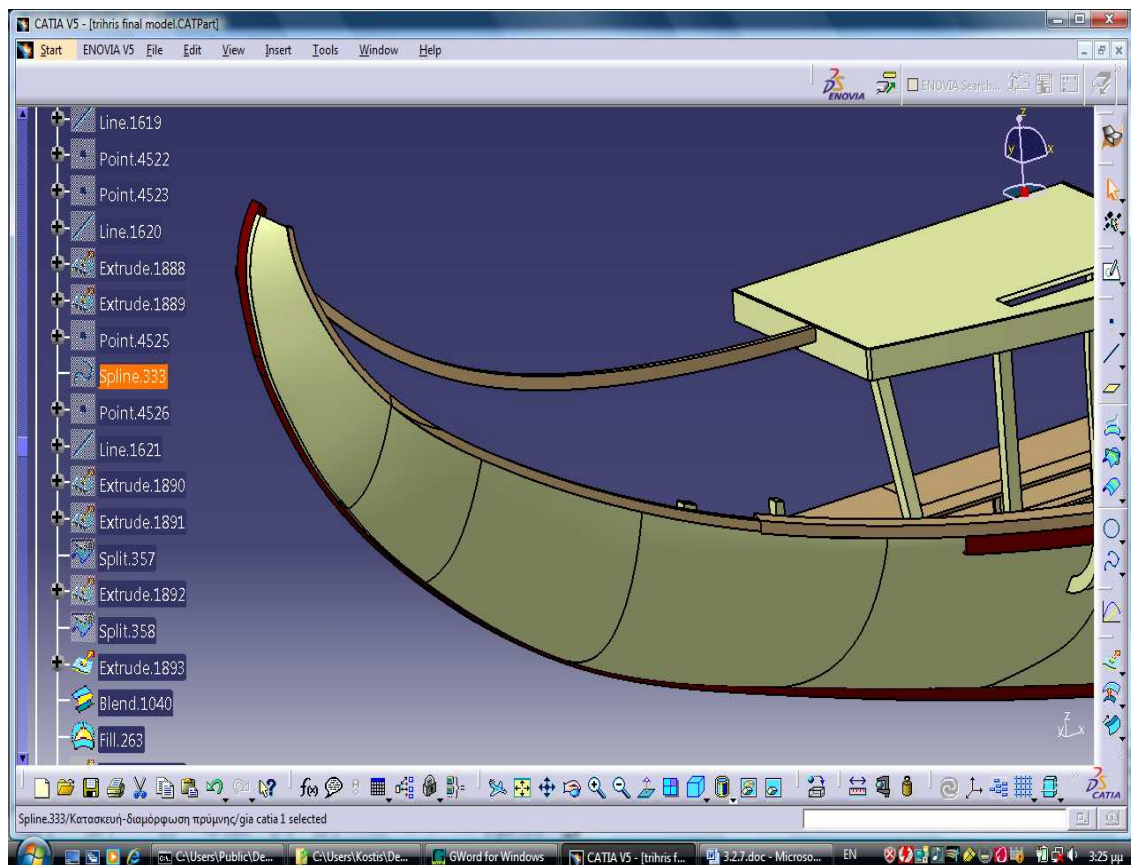 CATIA V5 - [trihris final model.CATPart]
Start ENOVIA V5 File Edit View Insert Tools Window Help
ENOVIA
ENOVIA Search...
Line.1619
Point.4522
Point.4523
Line.1620
Extrude.1888
Extrude.1889
Point.4525
Spline.333
Point.4526
Line.1621
Extrude.1890
Extrude.1891
Split.357
Extrude.1892
Split.358
Extrude.1893
Blend.1040
Fill.263
z
y
x
z
y x
f(x)
CATIA
Spline.333/Κατασκευή-διαμόρφωση πρύμνης/gia catia 1 selected
C:\Users\Public\De...
C:\Users\Kostis\De...
GWord for Windows
CATIA V5 - [trihris f...
3.2.7.doc - Microso...
EN
3:25 μμ